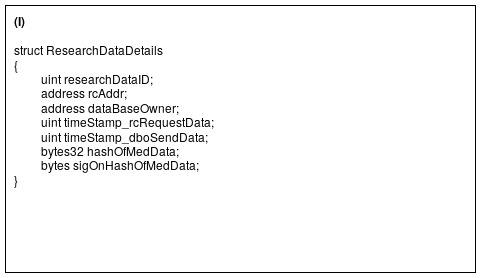 (I)
struct ResearchDataDetails
{
uint researchDataID;
address rcAddr;
address dataBaseOwner;
uint timeStamp_rcRequestData;
uint timeStamp_dboSendData;
bytes32 hashOfMedData;
bytes sigOnHashOfMedData;
}